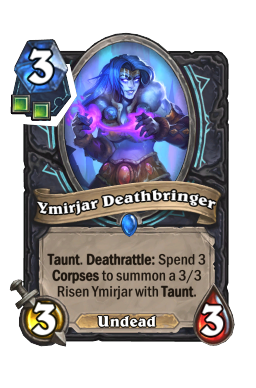 3
Ymirjar Deathbringer
Taunt. Deathrattle: Spend 3
Corpses to summon a 3/3
Risen Ymirjar with Taunt.
3 Undead 3